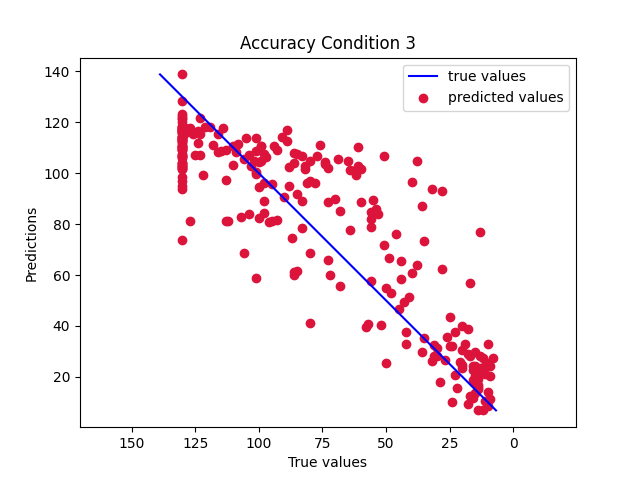 Accuracy Condition 3
true values
predicted values
140
120
100
80
60
40
20
Predictions
150
125
100
75
50
25
0
True values